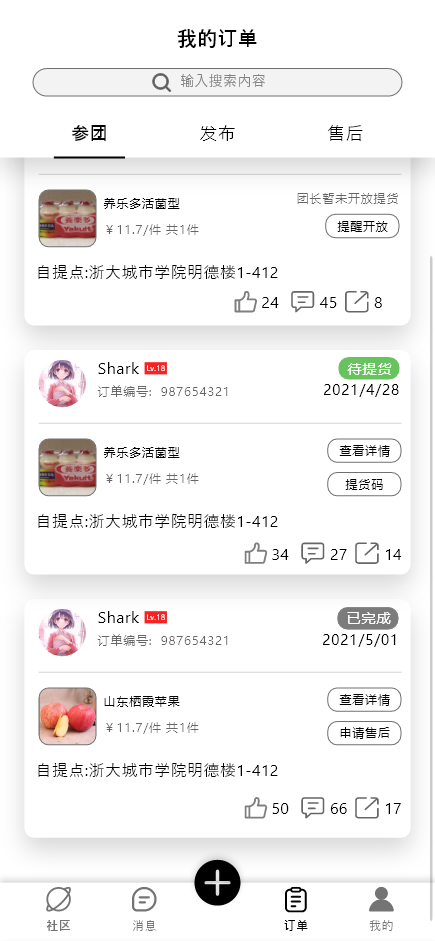 我的订单
输入搜索内容
参团 发布 售后
养乐多活菌型 团长暂未开放提货
￥11.7/件 共1件 提醒开放
自提点:浙大城市学院明德楼1-412
24 45 8
Shark Lv.18 待提货
订单编号: 987654321 2021/4/28
养乐多活菌型 查看详情
￥11.7/件 共1件 提货码
自提点:浙大城市学院明德楼1-412
34 27 14
Shark Lv.18 已完成
订单编号: 987654321 2021/5/01
山东栖霞苹果 查看详情
￥11.7/件 共1件 申请售后
自提点:浙大城市学院明德楼1-412
50 66 17
社区 消息 订单 我的